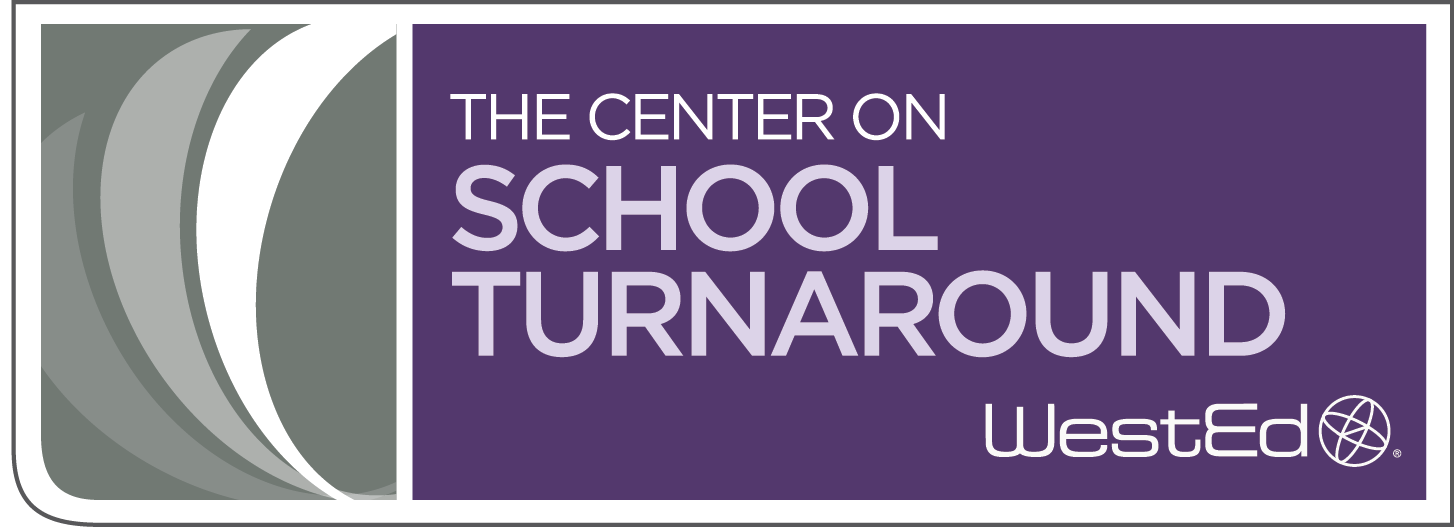 THE CENTER ON
SCHOOL
TURNAROUND
WestEd®